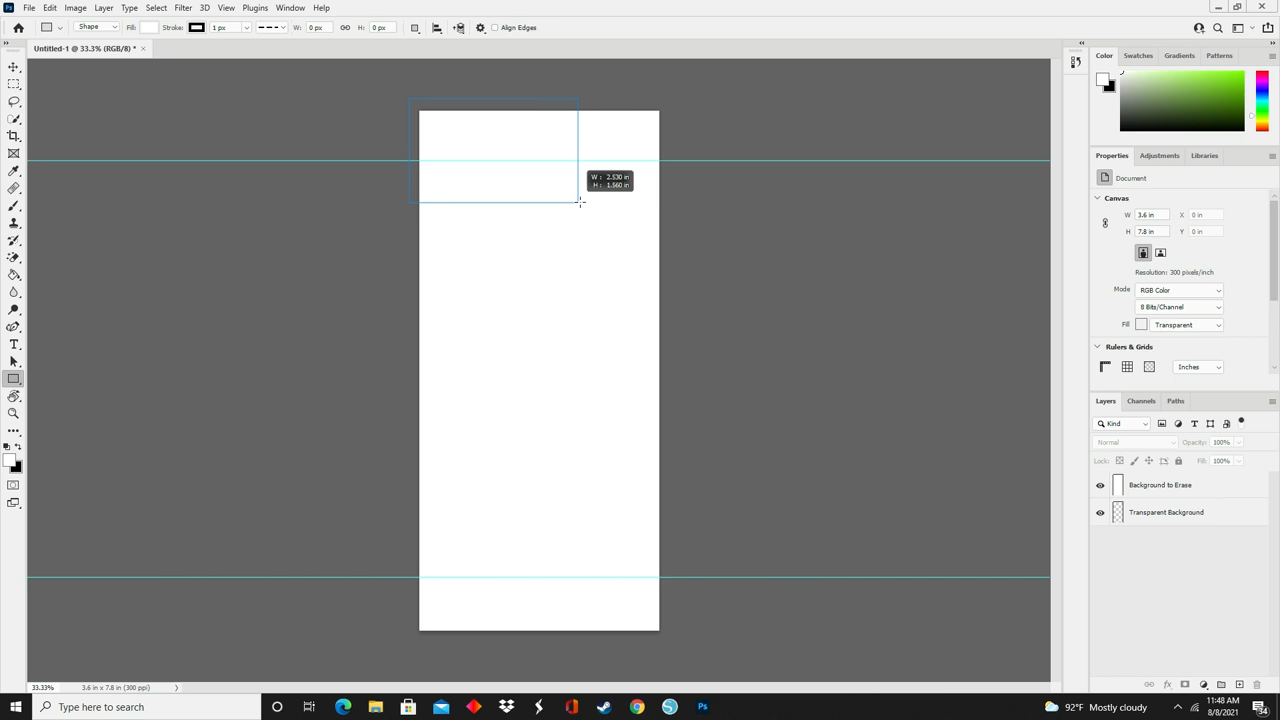 Ps File Edit Image Layer Type Select Filter 3D View Plugins Window Help
Shape Fill: Stroke: 1 px W: 0 px H: 0 px Align Edges
Untitled-1 @ 33.3% (RGB/8) * ×
Color Swatches Gradients Patterns
Properties Adjustments Libraries
Document
Canvas
W 3.6 in X 0 in
H 7.8 in Y 0 in
Resolution: 300 pixels/inch
Mode RGB Color
8 Bits/Channel
Fill Transparent
Rulers & Grids
Inches
W: 2.530 in
H: 1.560 in
Layers Channels Paths
Kind
Normal Opacity: 100%
Lock: Fill: 100%
Background to Erase
Transparent Background
33.33% 3.6 in x 7.8 in (300 ppi)
Type here to search
Ps
92°F Mostly cloudy
11:48 AM
8/8/2021